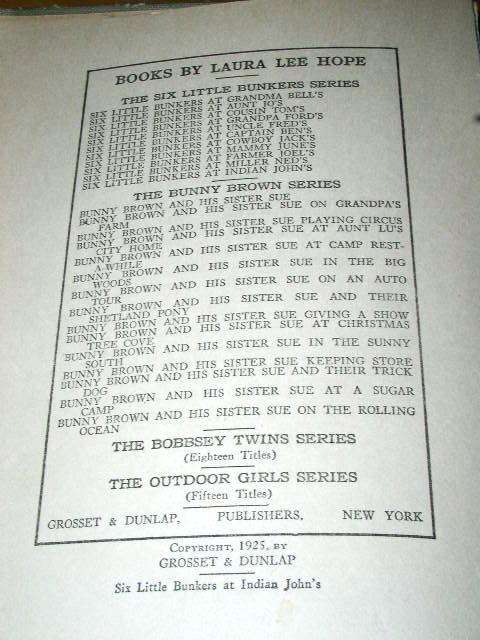 BOOKS BY LAURA LEE HOPE
THE SIX LITTLE BUNKERS SERIES
SIX LITTLE BUNKERS AT GRANDMA BELL'S
SIX LITTLE BUNKERS AT AUNT JO'S
SIX LITTLE BUNKERS AT COUSIN TOM'S
SIX LITTLE BUNKERS AT GRANDPA FORD'S
SIX LITTLE BUNKERS AT UNCLE FRED'S
SIX LITTLE BUNKERS AT CAPTAIN BEN'S
SIX LITTLE BUNKERS AT COWBOY JACK'S
SIX LITTLE BUNKERS AT MAMMY JUNE'S
SIX LITTLE BUNKERS AT FARMER JOEL'S
SIX LITTLE BUNKERS AT MILLER NED'S
SIX LITTLE BUNKERS AT INDIAN JOHN'S
THE BUNNY BROWN SERIES
BUNNY BROWN AND HIS SISTER SUE
BUNNY BROWN AND HIS SISTER SUE ON GRANDPA'S
FARM
BUNNY BROWN AND HIS SISTER SUE PLAYING CIRCUS
BUNNY BROWN AND HIS SISTER SUE AT AUNT LU'S
CITY HOME
BUNNY BROWN AND HIS SISTER SUE AT CAMP REST-
A-WHILE
BUNNY BROWN AND HIS SISTER SUE IN THE BIG
WOODS
BUNNY BROWN AND HIS SISTER SUE ON AN AUTO
TOUR
BUNNY BROWN AND HIS SISTER SUE AND THEIR
SHETLAND PONY
BUNNY BROWN AND HIS SISTER SUE GIVING A SHOW
BUNNY BROWN AND HIS SISTER SUE AT CHRISTMAS
TREE COVE
BUNNY BROWN AND HIS SISTER SUE IN THE SUNNY
SOUTH
BUNNY BROWN AND HIS SISTER SUE KEEPING STORE
BUNNY BROWN AND HIS SISTER SUE AND THEIR TRICK
DOG
BUNNY BROWN AND HIS SISTER SUE AT A SUGAR
CAMP
BUNNY BROWN AND HIS SISTER SUE ON THE ROLLING
OCEAN
THE BOBBSEY TWINS SERIES
(Eighteen Titles)
THE OUTDOOR GIRLS SERIES
(Fifteen Titles)
GROSSET & DUNLAP, PUBLISHERS, NEW YORK
COPYRIGHT, 1925, BY
GROSSET & DUNLAP
Six Little Bunkers at Indian John's